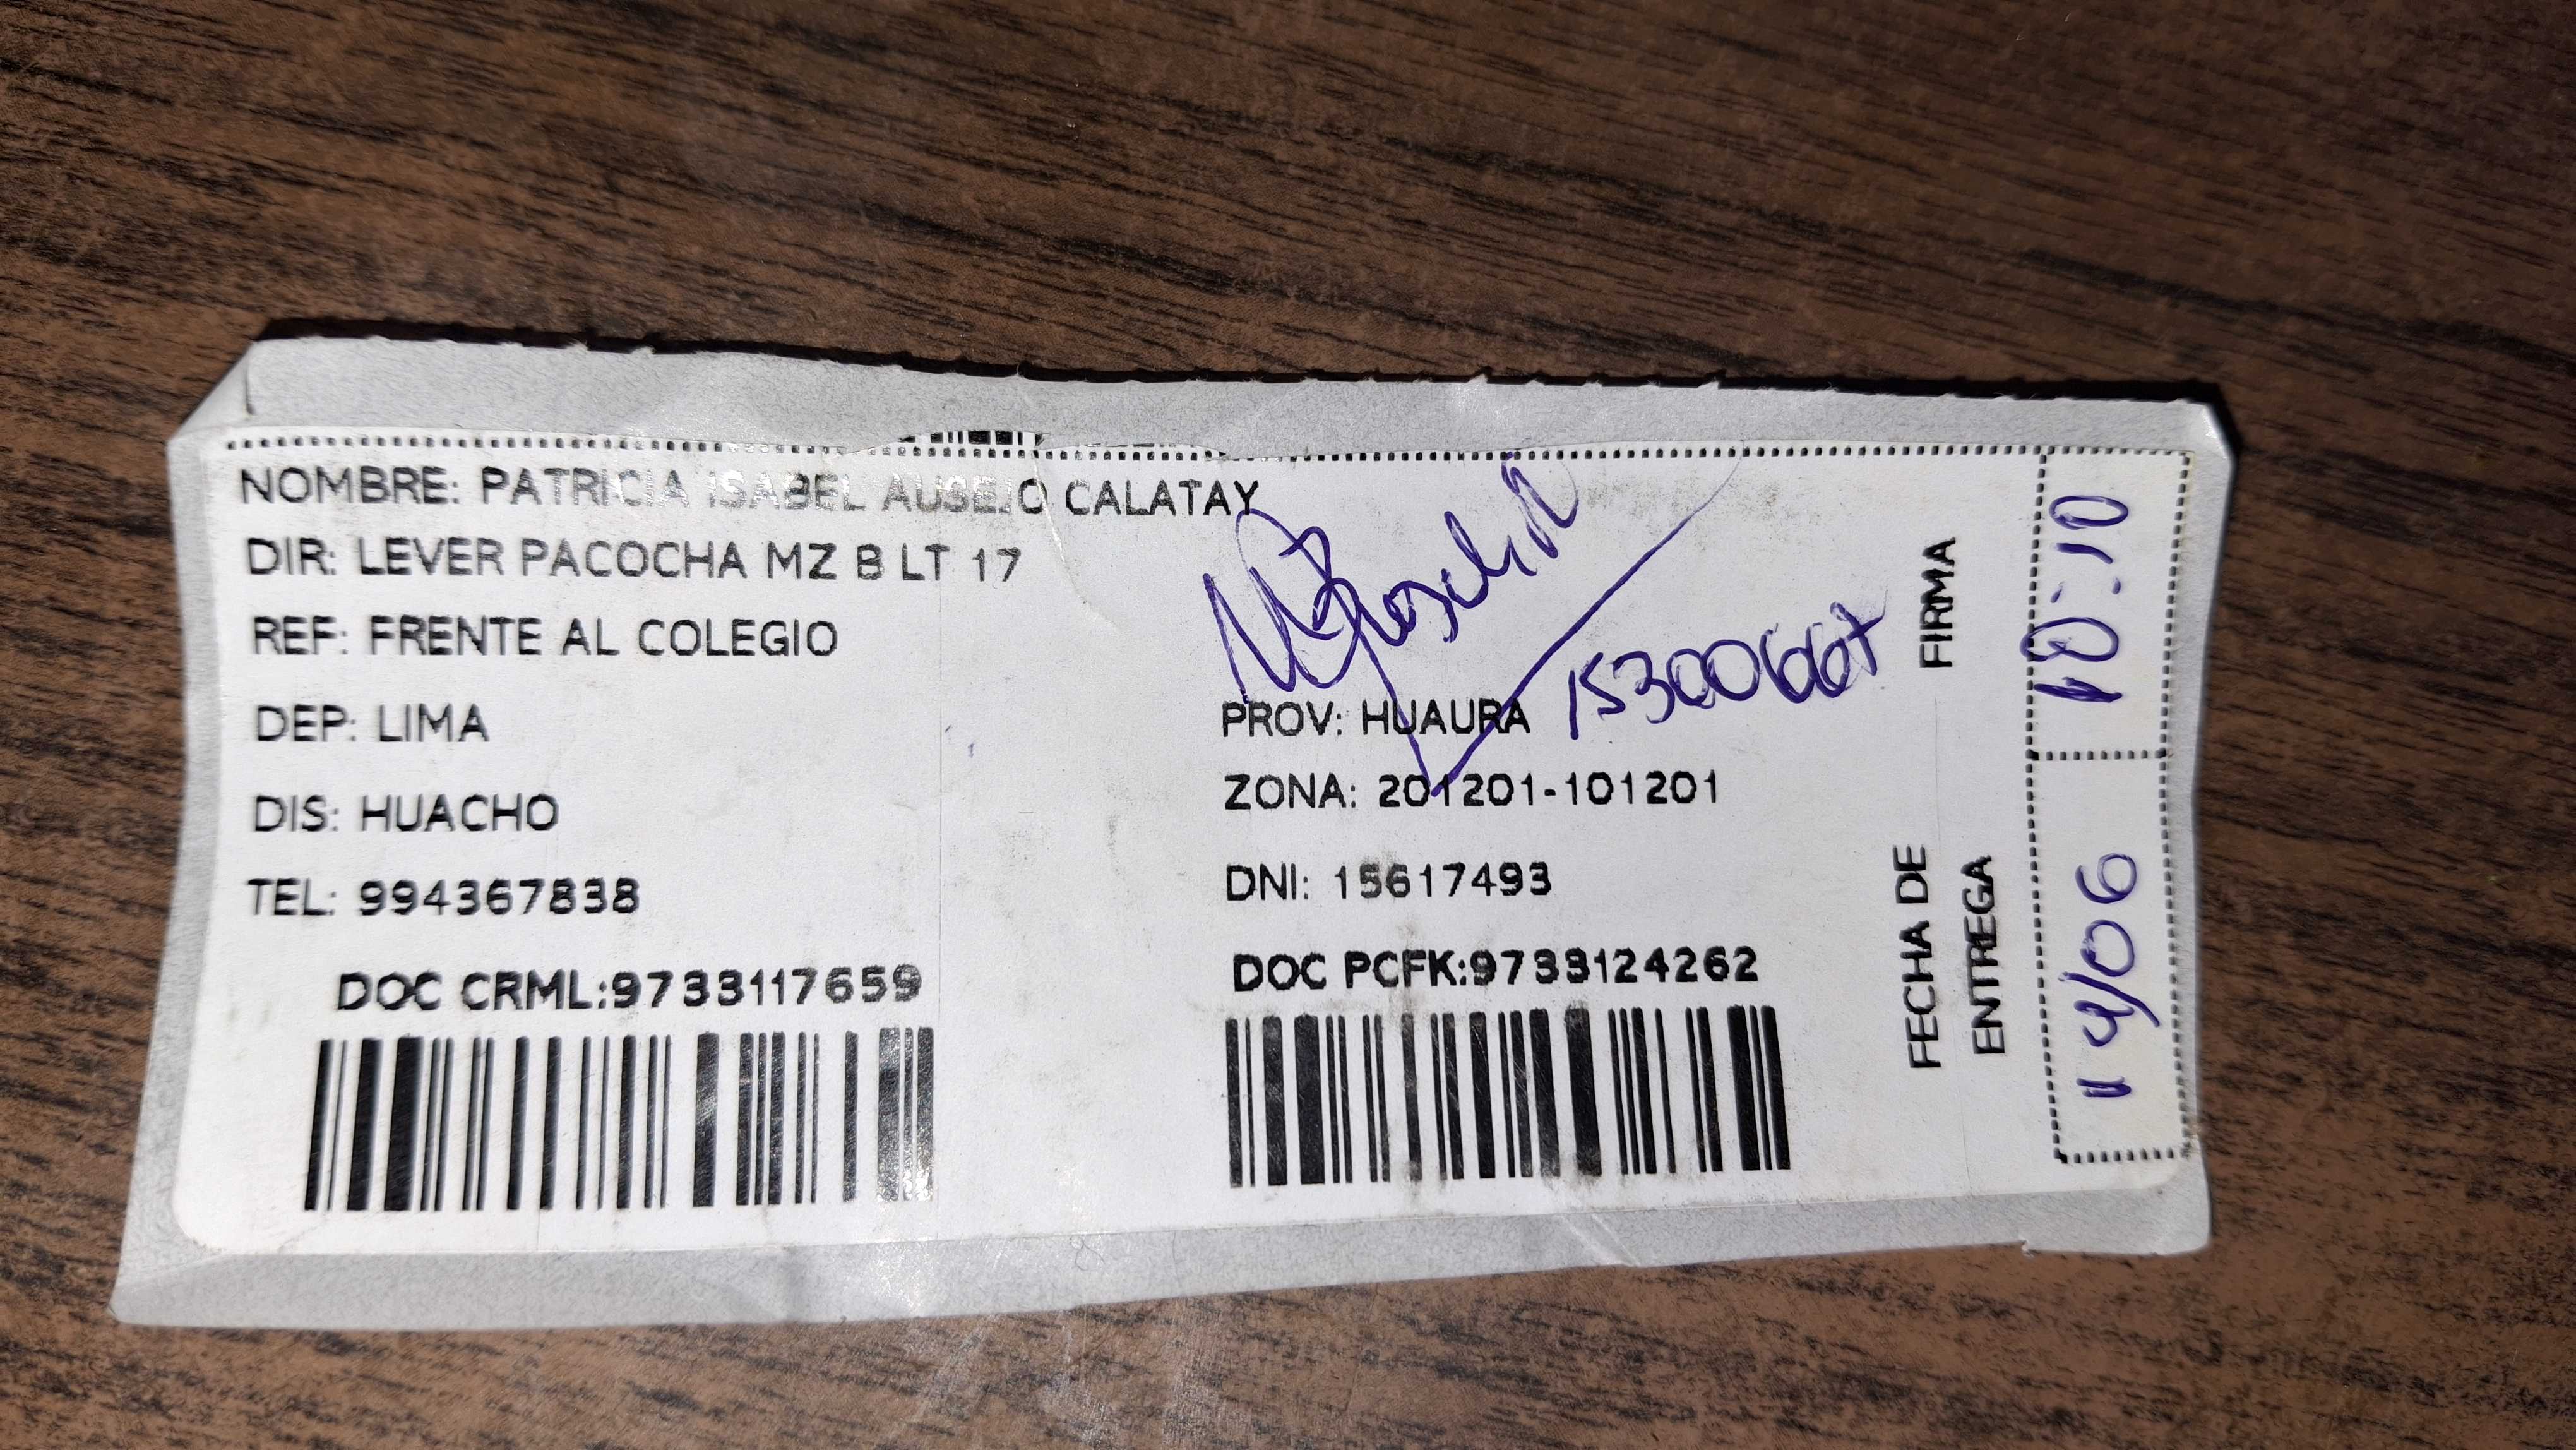 NOMBRE: PATRICIA ISABEL AUSEJO CALATAY
DIR: LEVER PACOCHA MZ B LT 17
REF: FRENTE AL COLEGIO
DEP: LIMA
PROV: HUAURA
DIS: HUACHO
ZONA: 201201-101201
TEL: 994367838
DNI: 15617493
DOC CRML:9733117659
DOC PCFK:9733124262
FIRMA
10:10
FECHA DE
ENTREGA
14/06